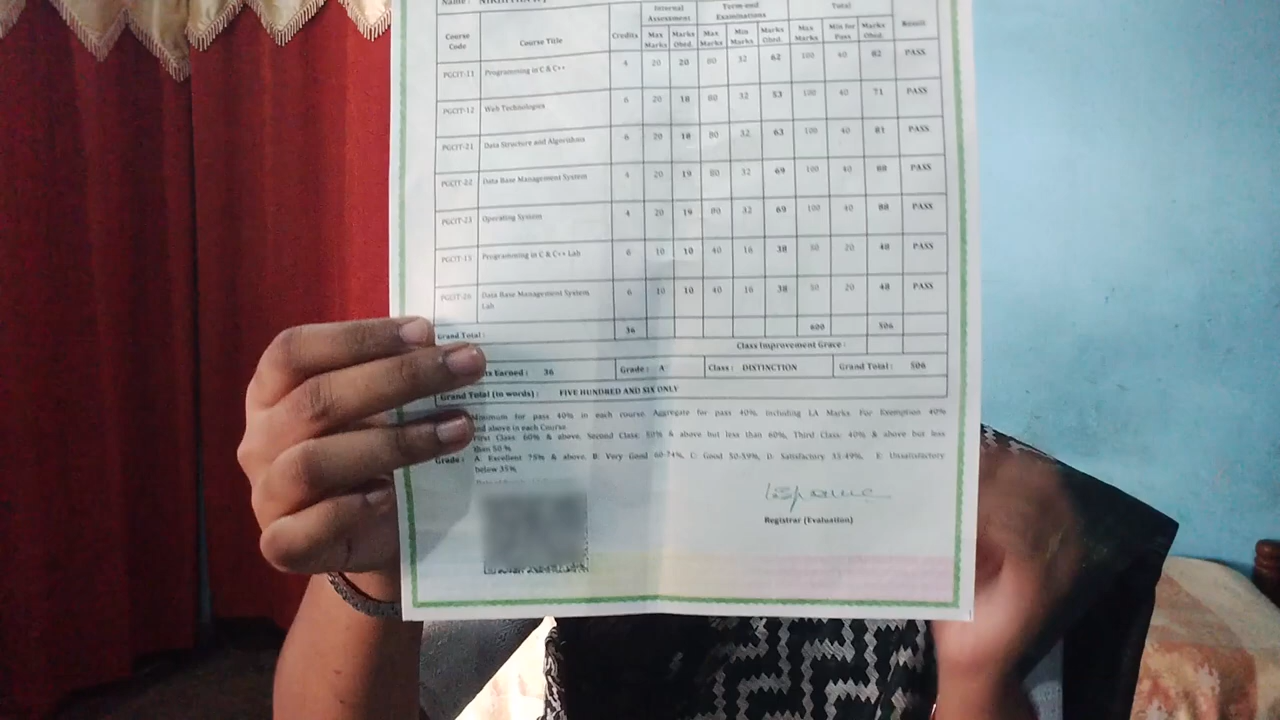 Name :
Internal Assessment Term-end Examinations Total
Course Code Course Title Credits Max Marks Marks Obtd. Max Marks Min Marks Marks Obtd. Max Marks Min for Pass Marks Obtd. Result
PGCIT-11 Programming in C & C++ 4 20 20 80 32 62 100 40 82 PASS
PGCIT-12 Web Technologies 6 20 18 80 32 53 100 40 71 PASS
PGCIT-21 Data Structure and Algorithms 6 20 18 80 32 63 100 40 81 PASS
PGCIT-22 Data Base Management System 4 20 19 80 32 69 100 40 88 PASS
PGCIT-23 Operating System 4 20 19 80 32 69 100 40 88 PASS
PGCIT-15 Programming in C & C++ Lab 6 10 10 40 16 38 50 20 48 PASS
PGCIT-26 Data Base Management System Lab 6 10 10 40 16 38 50 20 48 PASS
Grand Total : 36 600 506
Class Improvement Grace :
ts Earned : 36 Grade : A Class : DISTINCTION Grand Total : 506
Grand Total (in words) : FIVE HUNDRED AND SIX ONLY
Minimum for pass 40% in each course. Aggregate for pass 40%, including I.A Marks. For Exemption 40%
and above in each Course
First Class: 60% & above, Second Class: 50% & above but less than 60%, Third Class: 40% & above but less
than 50 %
Grade : A: Excellent 75% & above, B: Very Good 60-74%, C: Good 50-59%, D: Satisfactory 35-49%, E: Unsatisfactory
below 35%
Registrar (Evaluation)